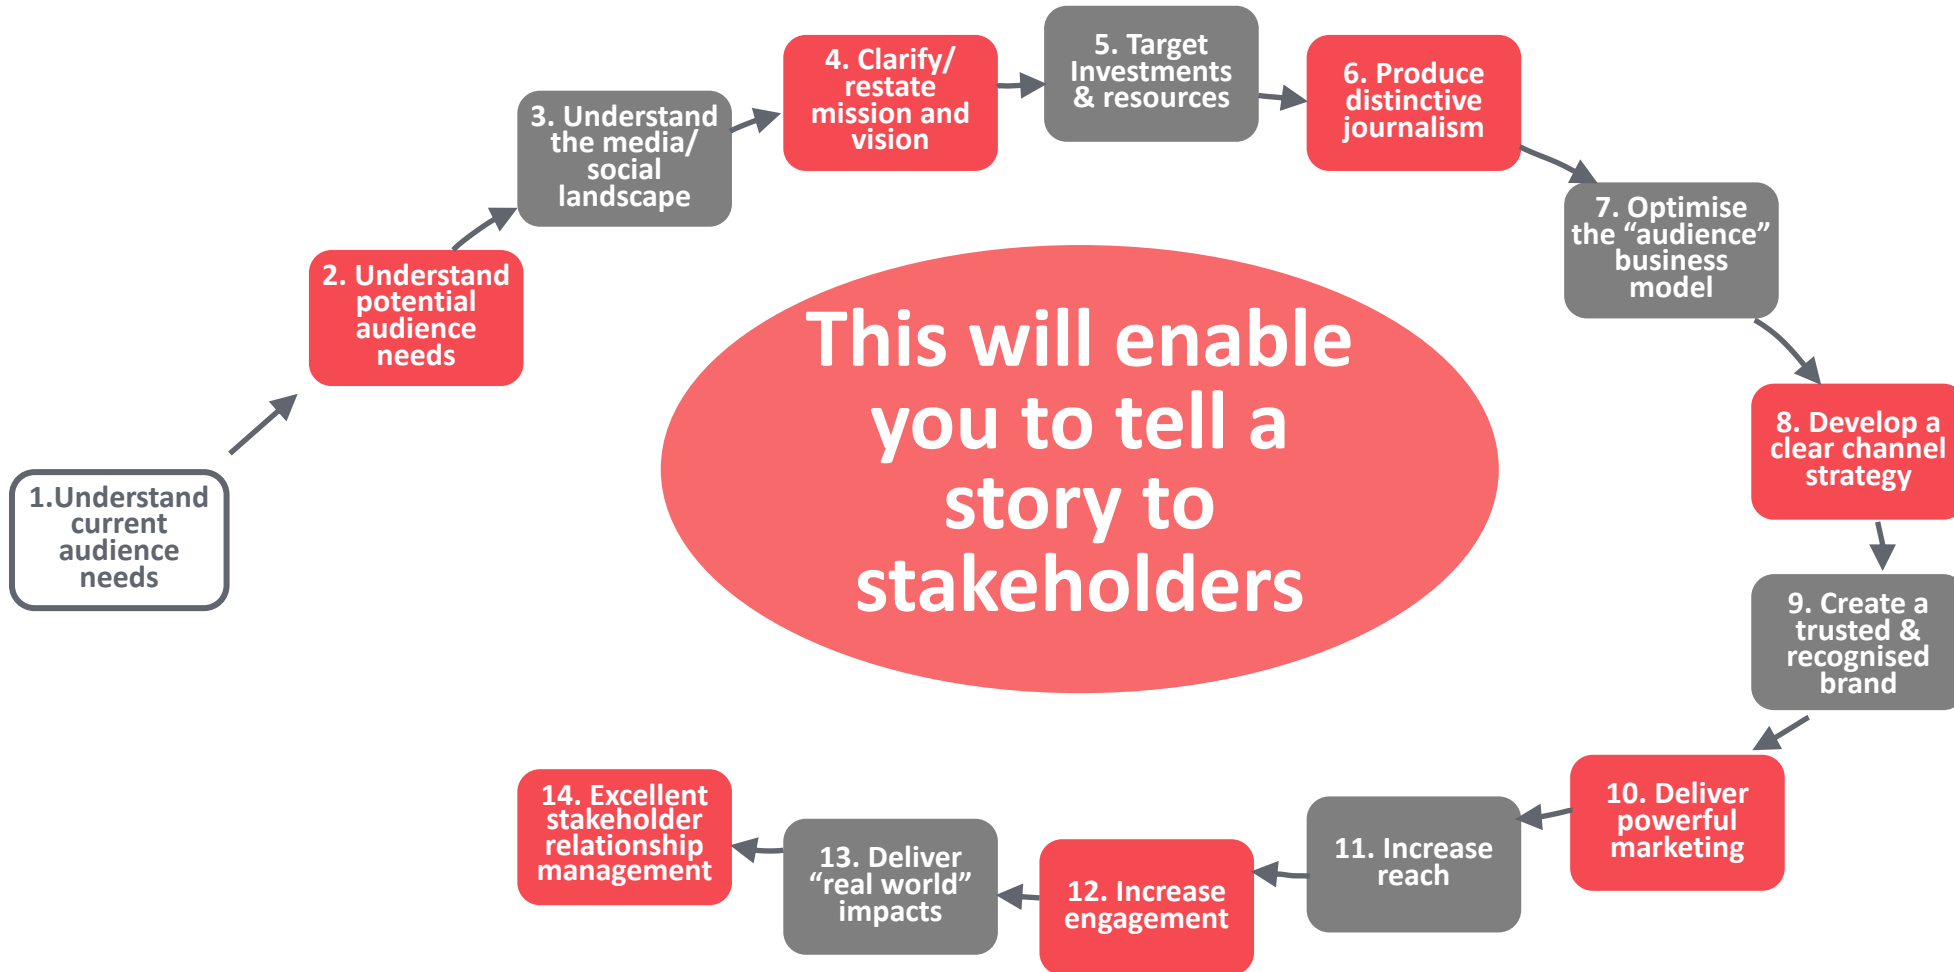 1.Understand
current
audience
needs
2. Understand
potential
audience
needs
3. Understand
the media/
social
landscape
4. Clarify/
restate
mission and
vision
5. Target
Investments
& resources
6. Produce
distinctive
journalism
7. Optimise
the “audience”
business
model
8. Develop a
clear channel
strategy
9. Create a
trusted &
recognised
brand
10. Deliver
powerful
marketing
11. Increase
reach
12. Increase
engagement
13. Deliver
“real world”
impacts
14. Excellent
stakeholder
relationship
management
This will enable
you to tell a
story to
stakeholders